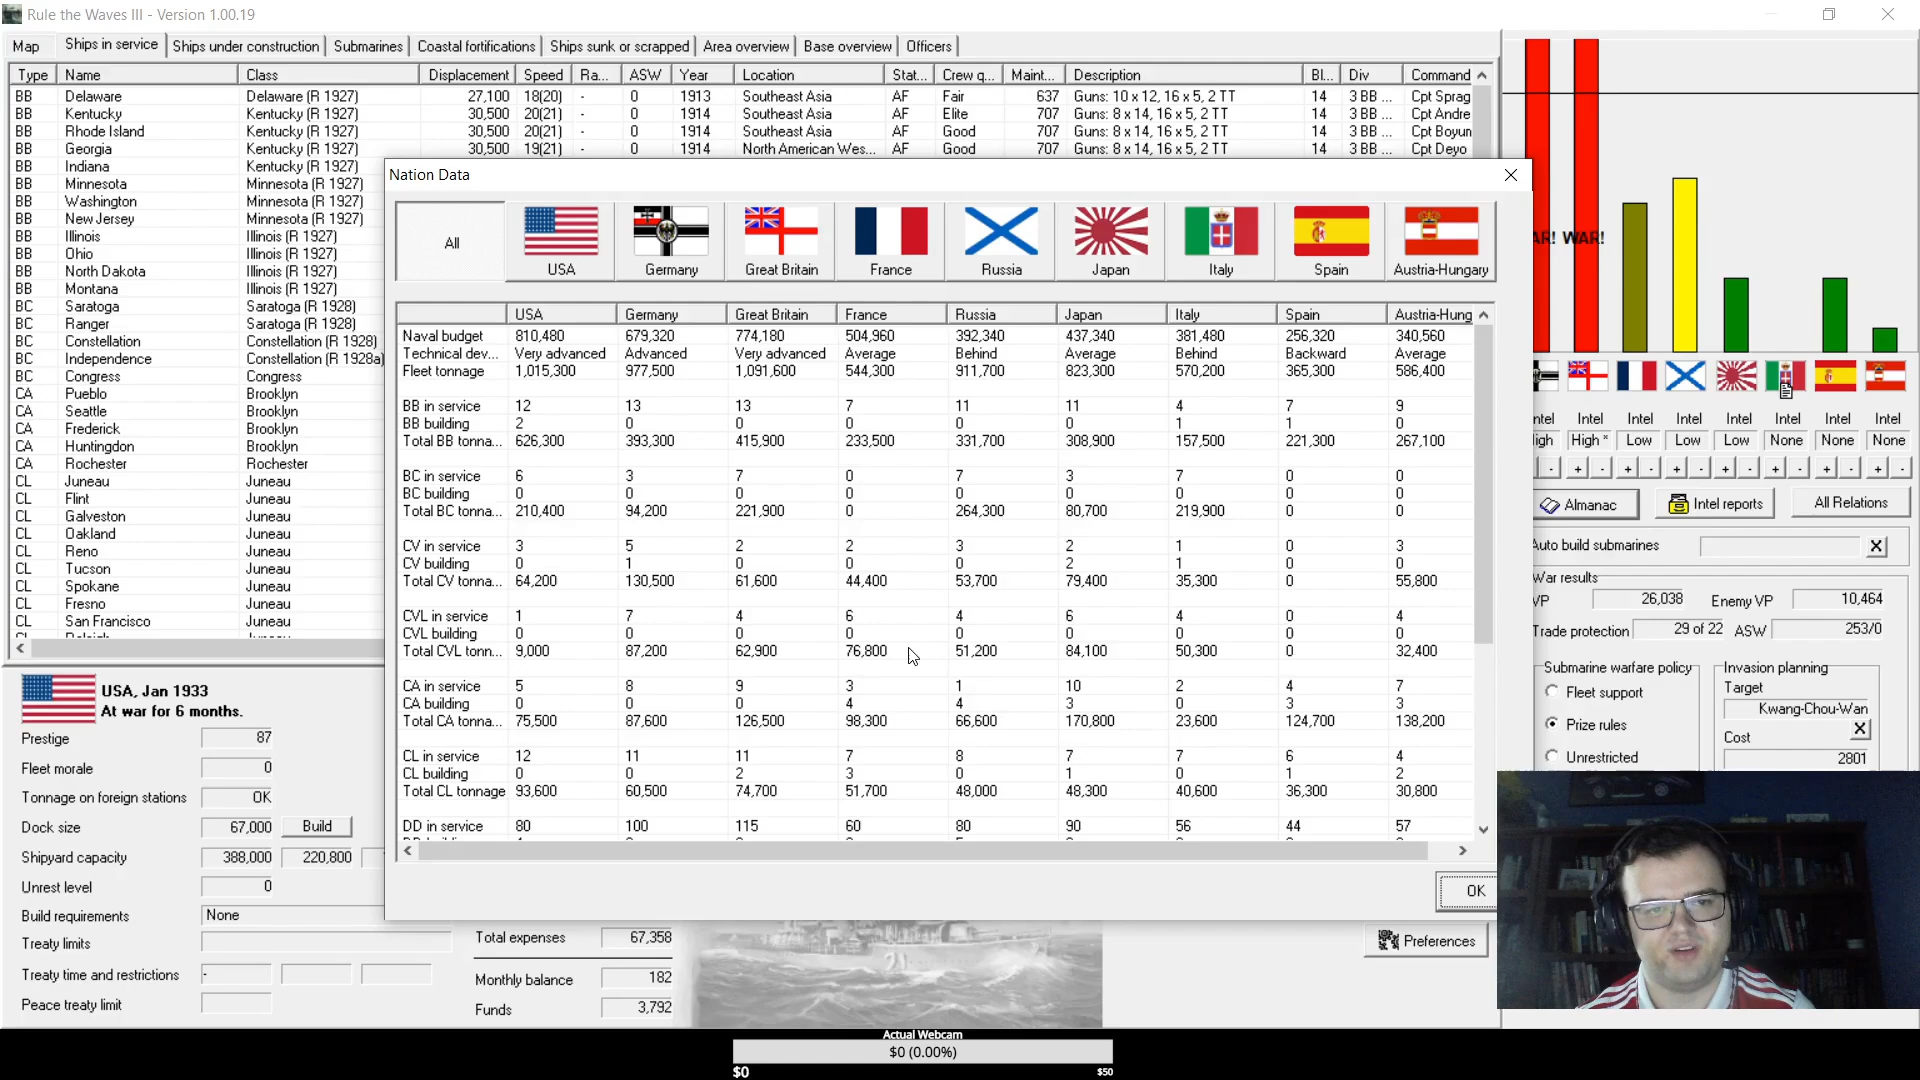 Rule the Waves III - Version 1.00.19
Map Ships in service Ships under construction Submarines Coastal fortifications Ships sunk or scrapped Area overview Base overview Officers
Type Name Class Displacement Speed Ra... ASW Year Location Stat... Crew q... Maint... Description Bl... Div Command
BB Delaware Delaware (R 1927) 27,100 18(20) - 0 1913 Southeast Asia AF Fair 637 Guns: 10 x 12, 16 x 5, 2 TT 14 3 BB ... Cpt Sprag
BB Kentucky Kentucky (R 1927) 30,500 20(21) - 0 1914 Southeast Asia AF Elite 707 Guns: 8 x 14, 16 x 5, 2 TT 14 3 BB ... Cpt Andre
BB Rhode Island Kentucky (R 1927) 30,500 20(21) - 0 1914 Southeast Asia AF Good 707 Guns: 8 x 14, 16 x 5, 2 TT 14 3 BB ... Cpt Boyun
BB Georgia Kentucky (R 1927) 30,500 19(21) - 0 1914 North American Wes... AF Good 707 Guns: 8 x 14, 16 x 5, 2 TT 14 3 BB ... Cpt Deyo
BB Indiana Kentucky (R 1927)
BB Minnesota Minnesota (R 1927)
BB Washington Minnesota (R 1927)
BB New Jersey Minnesota (R 1927)
BB Illinois Illinois (R 1927)
BB Ohio Illinois (R 1927)
BB North Dakota Illinois (R 1927)
BB Montana Illinois (R 1927)
BC Saratoga Saratoga (R 1928)
BC Ranger Saratoga (R 1928)
BC Constellation Constellation (R 1928)
BC Independence Constellation (R 1928a)
BC Congress Congress
CA Pueblo Brooklyn
CA Seattle Brooklyn
CA Frederick Brooklyn
CA Huntingdon Brooklyn
CA Rochester Rochester
CL Juneau Juneau
CL Flint Juneau
CL Galveston Juneau
CL Oakland Juneau
CL Reno Juneau
CL Tucson Juneau
CL Spokane Juneau
CL Fresno Juneau
CL San Francisco Juneau
Nation Data
All USA Germany Great Britain France Russia Japan Italy Spain Austria-Hungary
USA Germany Great Britain France Russia Japan Italy Spain Austria-Hung
Naval budget 810,480 679,320 774,180 504,960 392,340 437,340 381,480 256,320 340,560
Technical dev... Very advanced Advanced Very advanced Average Behind Average Behind Backward Average
Fleet tonnage 1,015,300 977,500 1,091,600 544,300 911,700 823,300 570,200 365,300 586,400
BB in service 12 13 13 7 11 11 4 7 9
BB building 2 0 0 0 0 0 1 1 0
Total BB tonna... 626,300 393,300 415,900 233,500 331,700 308,900 157,500 221,300 267,100
BC in service 6 3 7 0 7 3 7 0 0
BC building 0 0 0 0 0 0 0 0 0
Total BC tonna... 210,400 94,200 221,900 0 264,300 80,700 219,900 0 0
CV in service 3 5 2 2 3 2 1 0 3
CV building 0 1 0 0 0 2 1 0 0
Total CV tonna... 64,200 130,500 61,600 44,400 53,700 79,400 35,300 0 55,800
CVL in service 1 7 4 6 4 6 4 0 4
CVL building 0 0 0 0 0 0 0 0 0
Total CVL tonn... 9,000 87,200 62,900 76,800 51,200 84,100 50,300 0 32,400
CA in service 5 8 9 3 1 10 2 4 7
CA building 0 0 0 4 4 3 0 3 3
Total CA tonna... 75,500 87,600 126,500 98,300 66,600 170,800 23,600 124,700 138,200
CL in service 12 11 11 7 8 7 7 6 4
CL building 0 0 2 3 0 1 0 1 2
Total CL tonnage 93,600 60,500 74,700 51,700 48,000 48,300 40,600 36,300 30,800
DD in service 80 100 115 60 80 90 56 44 57
OK
AR! WAR!
ntel Intel Intel Intel Intel Intel Intel Intel
igh High * Low Low Low None None None
+ - + - + - + - + - + - + -
Almanac Intel reports All Relations
Auto build submarines X
War results
VP 26,038 Enemy VP 10,464
Trade protection 29 of 22 ASW 253/0
Submarine warfare policy
Fleet support
Prize rules
Unrestricted
Invasion planning
Target
Kwang-Chou-Wan
X
Cost
2801
USA, Jan 1933
At war for 6 months.
Prestige 87
Fleet morale 0
Tonnage on foreign stations OK
Dock size 67,000 Build
Shipyard capacity 388,000 220,800
Unrest level 0
Build requirements None
Treaty limits
Treaty time and restrictions -
Peace treaty limit
Total expenses 67,358
Monthly balance 182
Funds 3,792
Preferences
Actual Webcam
$0 (0.00%)
$0 $50